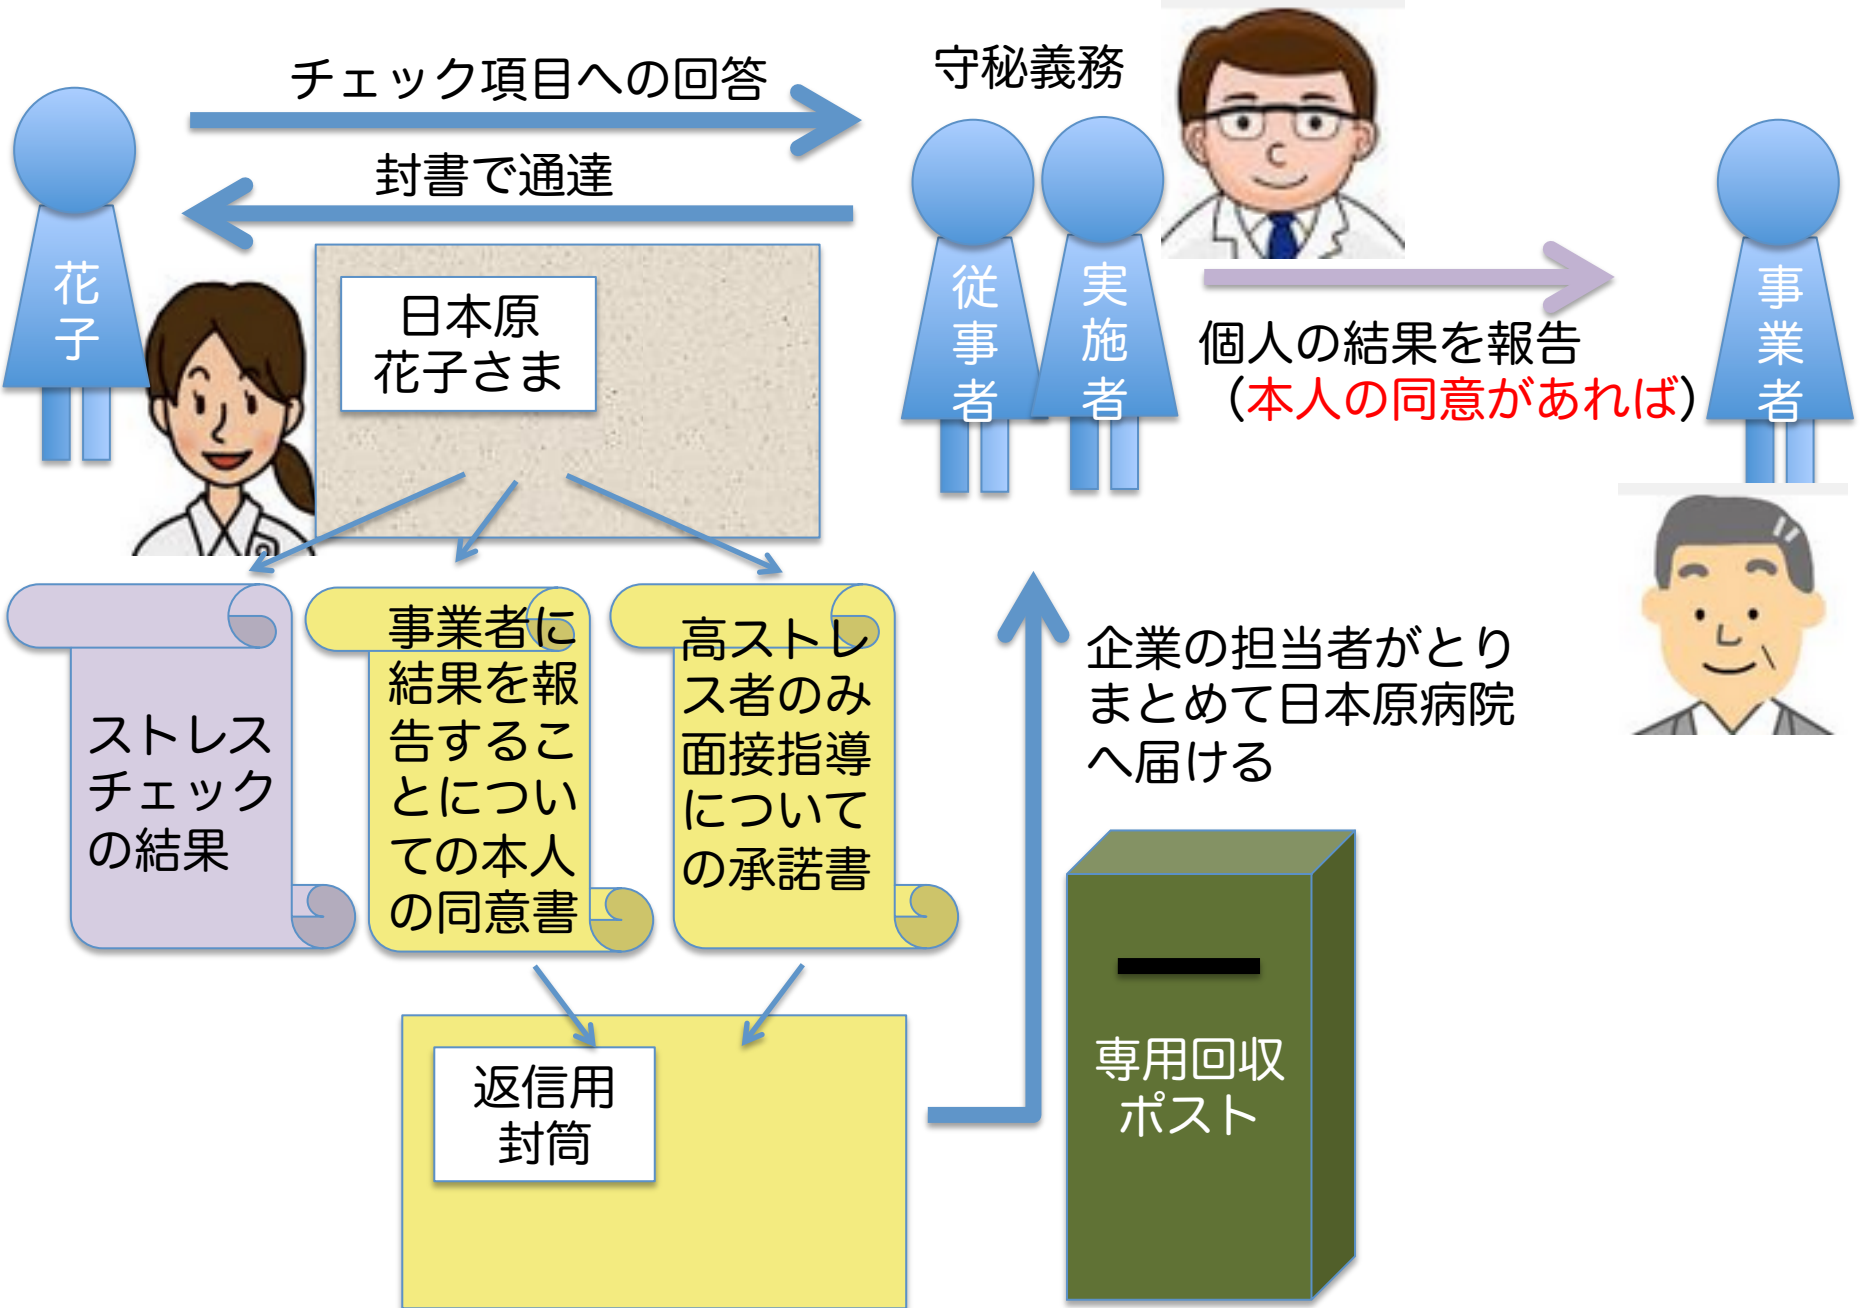 チェック項目への回答
守秘義務
封書で通達
花子
日本原
花子さま
従事者
実施者
事業者
個人の結果を報告
（本人の同意があれば）
ストレス
チェック
の結果
事業者に
結果を報
告するこ
とについ
ての本人
の同意書
高ストレ
ス者のみ
面接指導
について
の承諾書
企業の担当者がとり
まとめて日本原病院
へ届ける
返信用
封筒
専用回収
ポスト